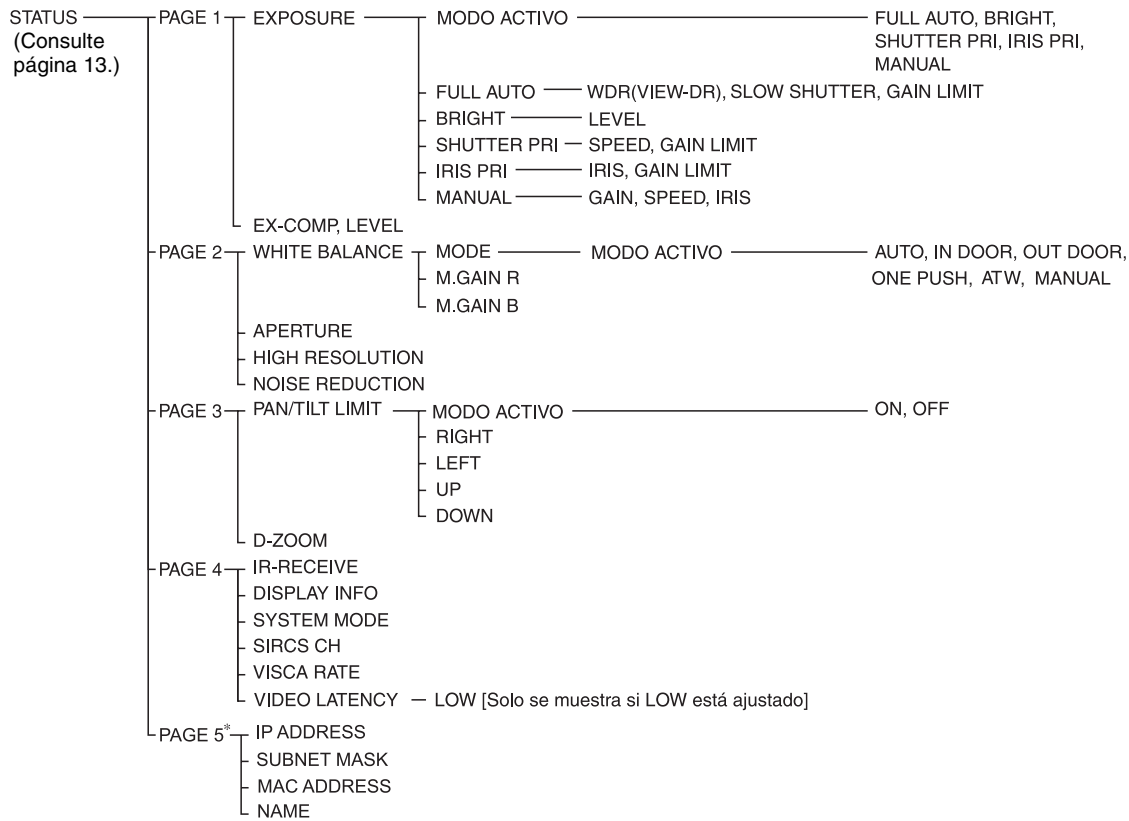 STATUS PAGE 1 EXPOSURE MODO ACTIVO FULL AUTO, BRIGHT,
(Consulte SHUTTER PRI, IRIS PRI,
página 13.) MANUAL
FULL AUTO WDR(VIEW-DR), SLOW SHUTTER, GAIN LIMIT
BRIGHT LEVEL
SHUTTER PRI SPEED, GAIN LIMIT
IRIS PRI IRIS, GAIN LIMIT
MANUAL GAIN, SPEED, IRIS
EX-COMP, LEVEL
PAGE 2 WHITE BALANCE MODE MODO ACTIVO AUTO, IN DOOR, OUT DOOR,
M.GAIN R ONE PUSH, ATW, MANUAL
M.GAIN B
APERTURE
HIGH RESOLUTION
NOISE REDUCTION
PAGE 3 PAN/TILT LIMIT MODO ACTIVO ON, OFF
RIGHT
LEFT
UP
DOWN
D-ZOOM
PAGE 4 IR-RECEIVE
DISPLAY INFO
SYSTEM MODE
SIRCS CH
VISCA RATE
VIDEO LATENCY LOW [Solo se muestra si LOW está ajustado]
PAGE 5* IP ADDRESS
SUBNET MASK
MAC ADDRESS
NAME